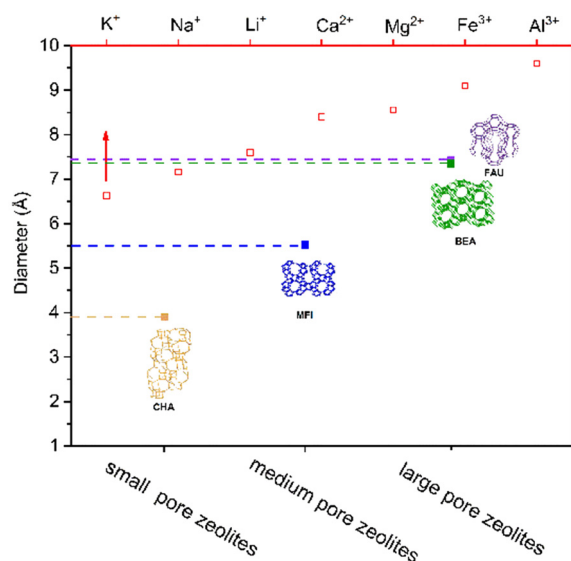 K⁺ Na⁺ Li⁺ Ca²⁺ Mg²⁺ Fe³⁺ Al³⁺
10
9
8
7
6
5
4
3
2
1
Diameter (Å)
FAU
BEA
MFI
CHA
small pore zeolites
medium pore zeolites
large pore zeolites